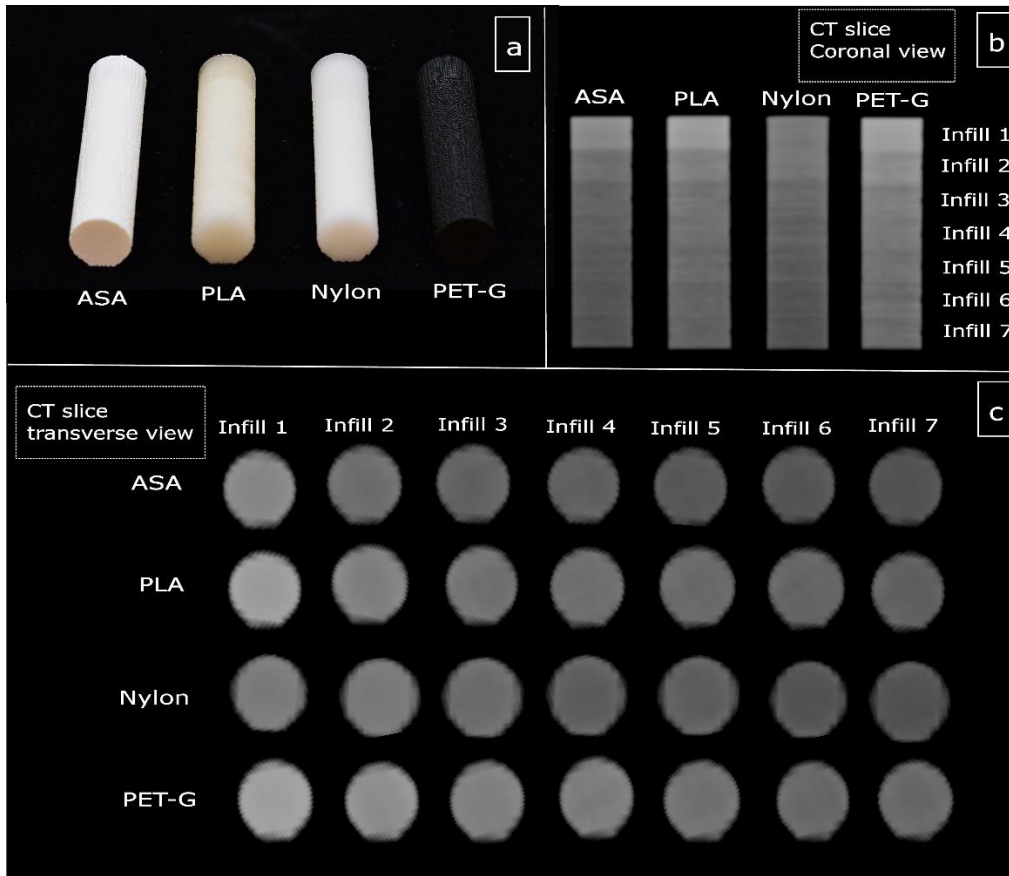 a
ASA PLA Nylon PET-G
CT slice
Coronal view
b
ASA PLA Nylon PET-G
Infill 1
Infill 2
Infill 3
Infill 4
Infill 5
Infill 6
Infill 7
CT slice
transverse view
c
Infill 1 Infill 2 Infill 3 Infill 4 Infill 5 Infill 6 Infill 7
ASA
PLA
Nylon
PET-G